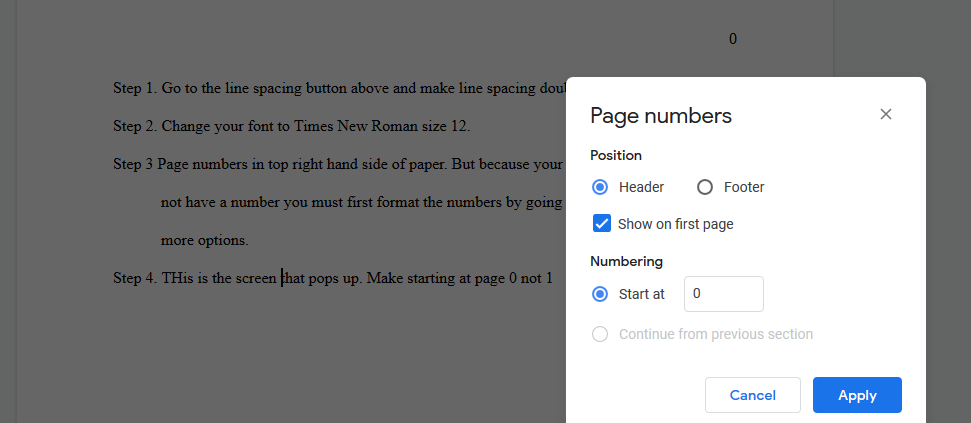 0
Step 1. Go to the line spacing button above and make line spacing dou
Step 2. Change your font to Times New Roman size 12.
Step 3 Page numbers in top right hand side of paper. But because your
not have a number you must first format the numbers by going
more options.
Step 4. THis is the screen that pops up. Make starting at page 0 not 1
Page numbers
Position
Header Footer
Show on first page
Numbering
Start at 0
Continue from previous section
Cancel Apply